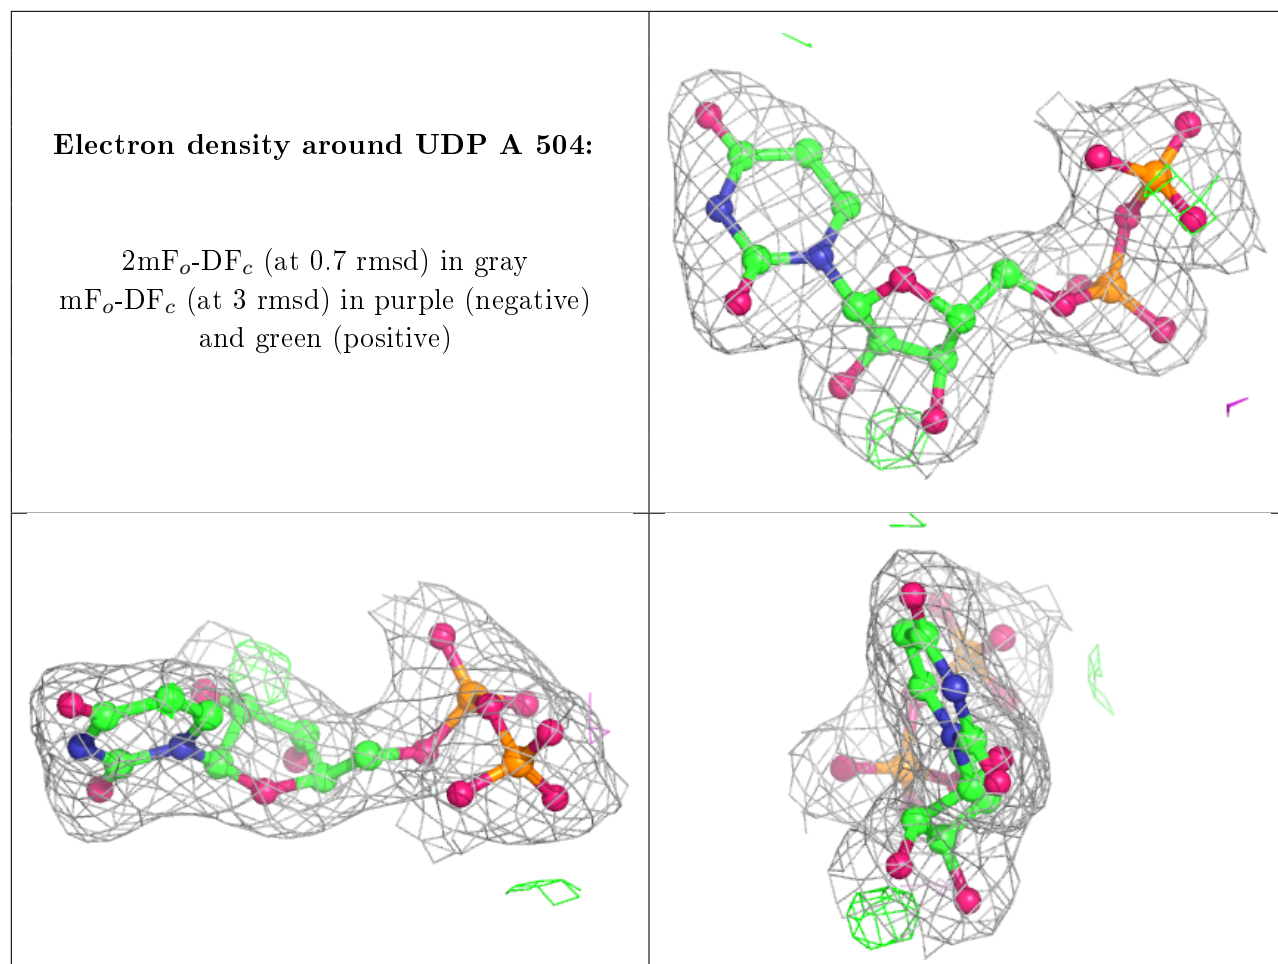 Electron density around UDP A 504:
2mFₒ-DF𝒸 (at 0.7 rmsd) in gray
mFₒ-DF𝒸 (at 3 rmsd) in purple (negative)
and green (positive)